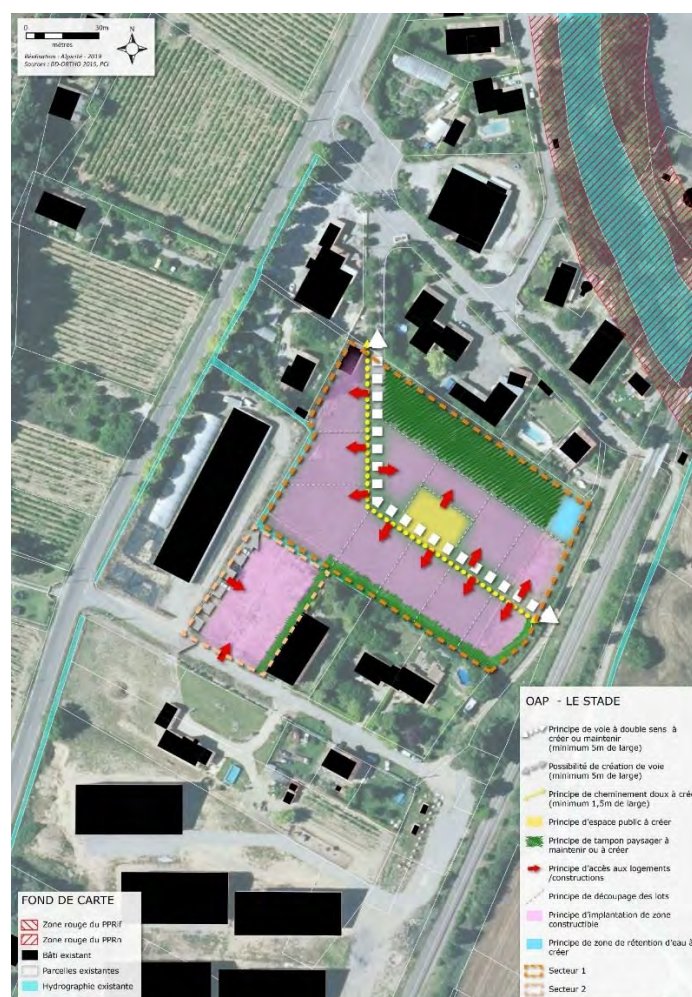 0 30m
mètres
N
Réalisation : Alpicité - 2019
Sources : BD-ORTHO 2015, PCI
OAP - LE STADE
Principe de voie à double sens à
créer ou maintenir
(minimum 5m de large)
Possibilité de création de voie
(minimum 5m de large)
Principe de cheminement doux à cré
(minimum 1,5m de large)
Principe d'espace public à créer
Principe de tampon paysager à
maintenir ou à créer
Principe d'accès aux logements
/constructions
Principe de découpage des lots
Principe d'implantation de zone
constructible
Principe de zone de rétention d'eau à
créer
Secteur 1
Secteur 2
FOND DE CARTE
Zone rouge du PPRif
Zone rouge du PPRn
Bâti existant
Parcelles existantes
Hydrographie existante